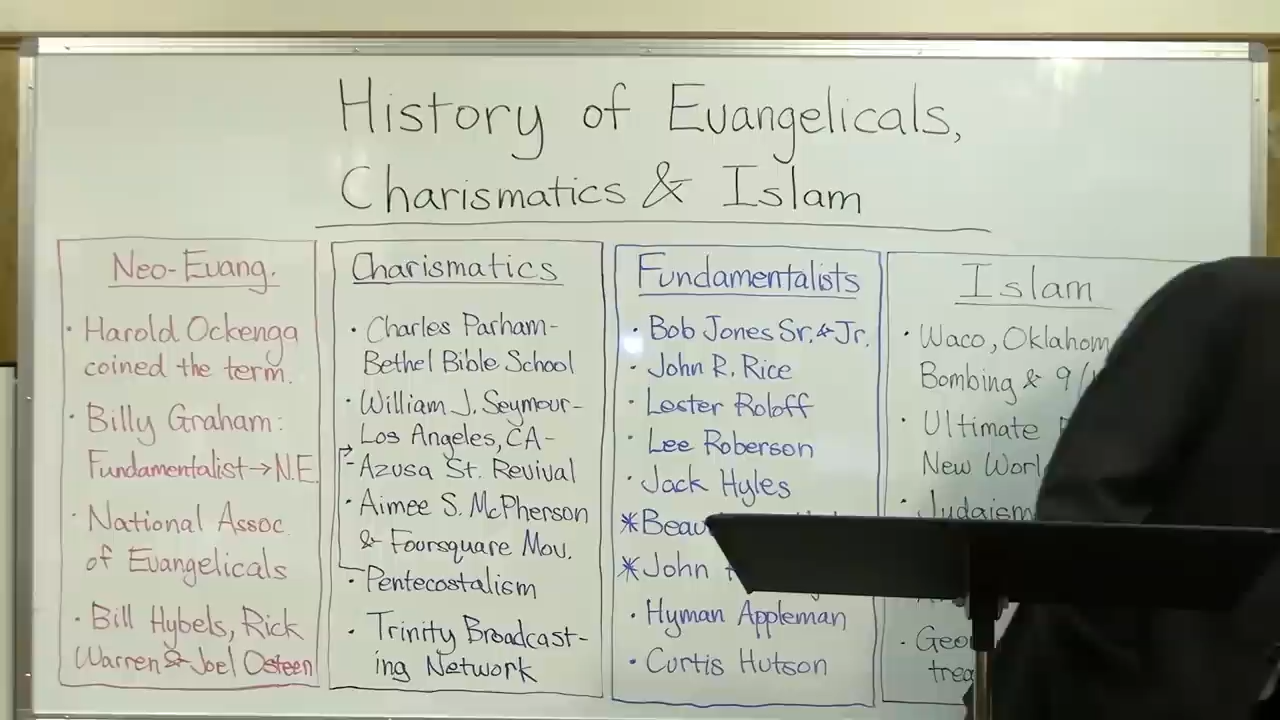 History of Evangelicals,
Charismatics & Islam
Neo-Evang.
• Harold Ockenga
coined the term.
• Billy Graham:
Fundamentalist→N.E.
• National Assoc.
of Evangelicals
• Bill Hybels, Rick
Warren & Joel Osteen
Charismatics
• Charles Parham-
Bethel Bible School
• William J. Seymour-
Los Angeles, CA-
- Azusa St. Revival
• Aimee S. McPherson
& Foursquare Mov.
• Pentecostalism
• Trinity Broadcast-
ing Network
Fundamentalists
• Bob Jones Sr. & Jr.
• John R. Rice
• Lester Roloff
• Lee Roberson
• Jack Hyles
*
* John
• Hyman Appleman
• Curtis Hutson
Islam
• Waco,
Bombing &
• Ultimate
New
• Judaism
•